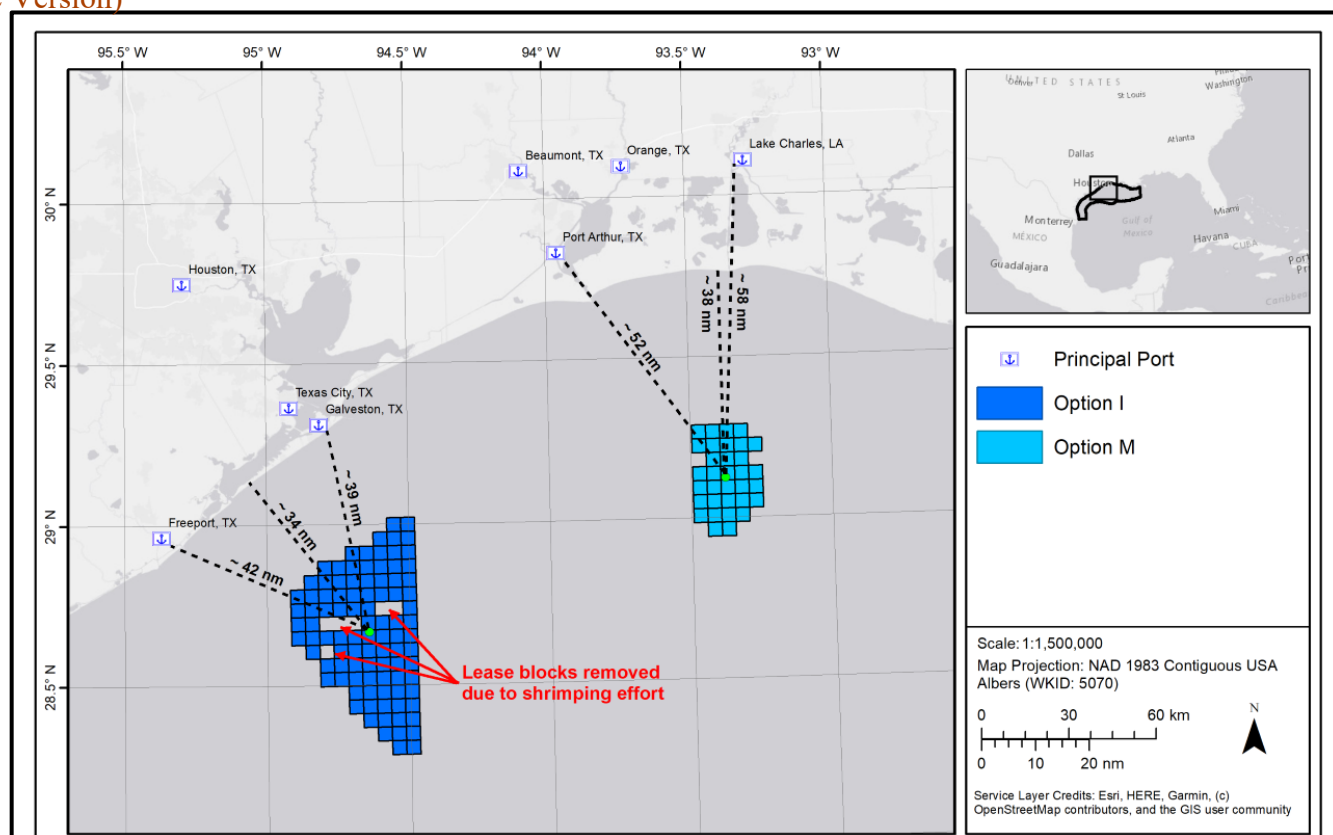 Version)
95.5° W
95° W
94.5° W
94° W
93.5° W
93° W
30° N
29.5° N
29° N
28.5° N
Beaumont, TX
Orange, TX
Lake Charles, LA
Port Arthur, TX
Houston, TX
Texas City, TX
Galveston, TX
Freeport, TX
~ 38 nm
~ 58 nm
~52 nm
~ 39 nm
~ 34 nm
~ 42 nm
Lease blocks removed
due to shrimping effort
UNITED STATES
Denver
St Louis
Washington
Atlanta
Dallas
Houston
Monterrey
MÉXICO
Gulf of
Mexico
Miami
Havana
CUBA
Guadalajara
Principal Port
Option I
Option M
Scale: 1:1,500,000
Map Projection: NAD 1983 Contiguous USA
Albers (WKID: 5070)
0 30 60 km
0 10 20 nm
N
Service Layer Credits: Esri, HERE, Garmin, (c)
OpenStreetMap contributors, and the GIS user community